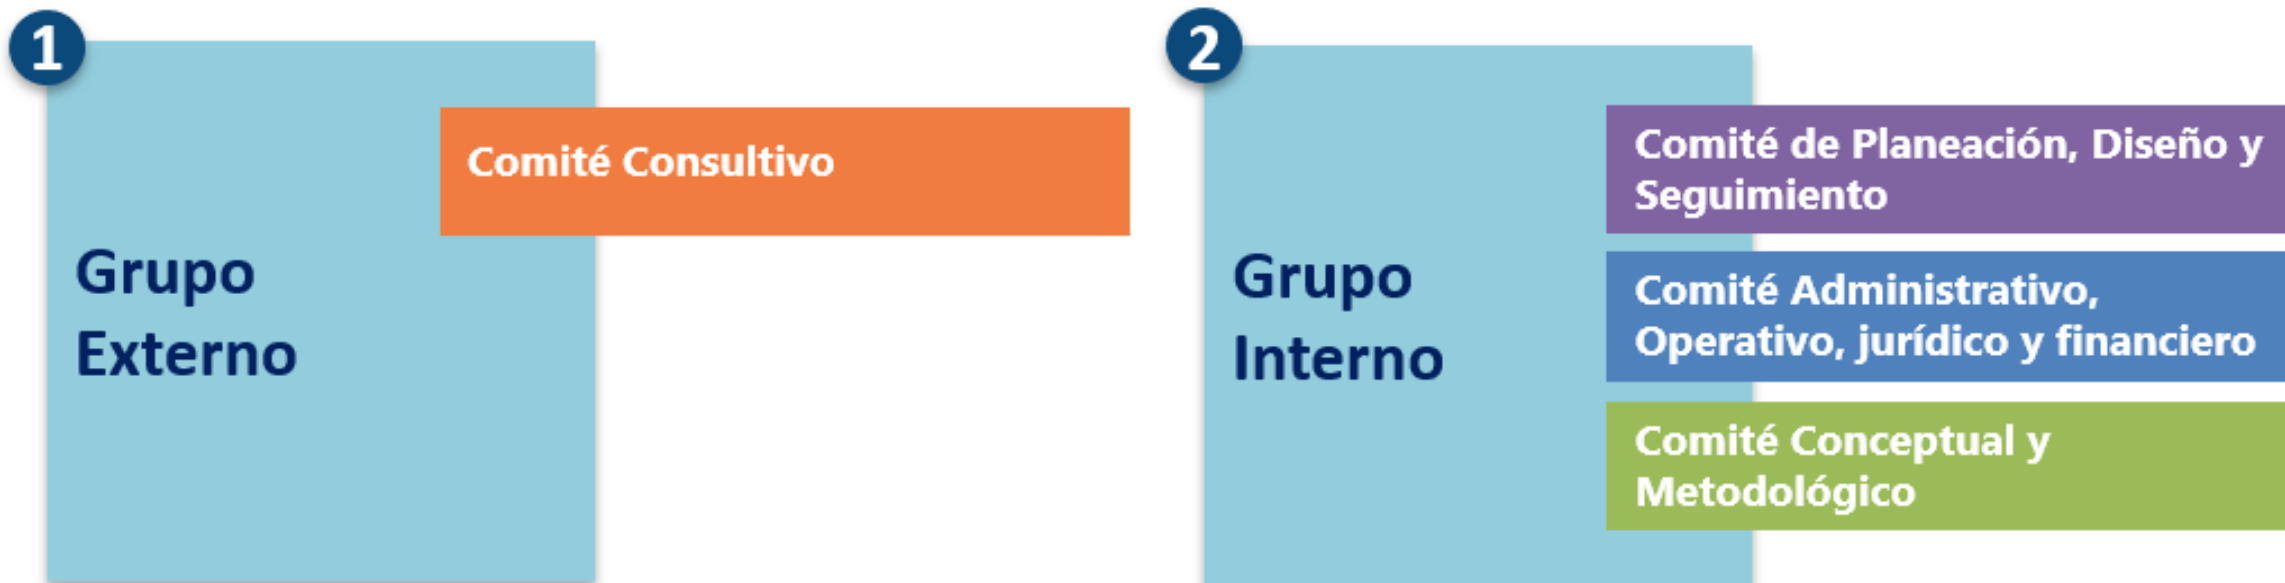 1
Grupo
Externo
Comité Consultivo
2
Grupo
Interno
Comité de Planeación, Diseño y
Seguimiento
Comité Administrativo,
Operativo, jurídico y financiero
Comité Conceptual y
Metodológico